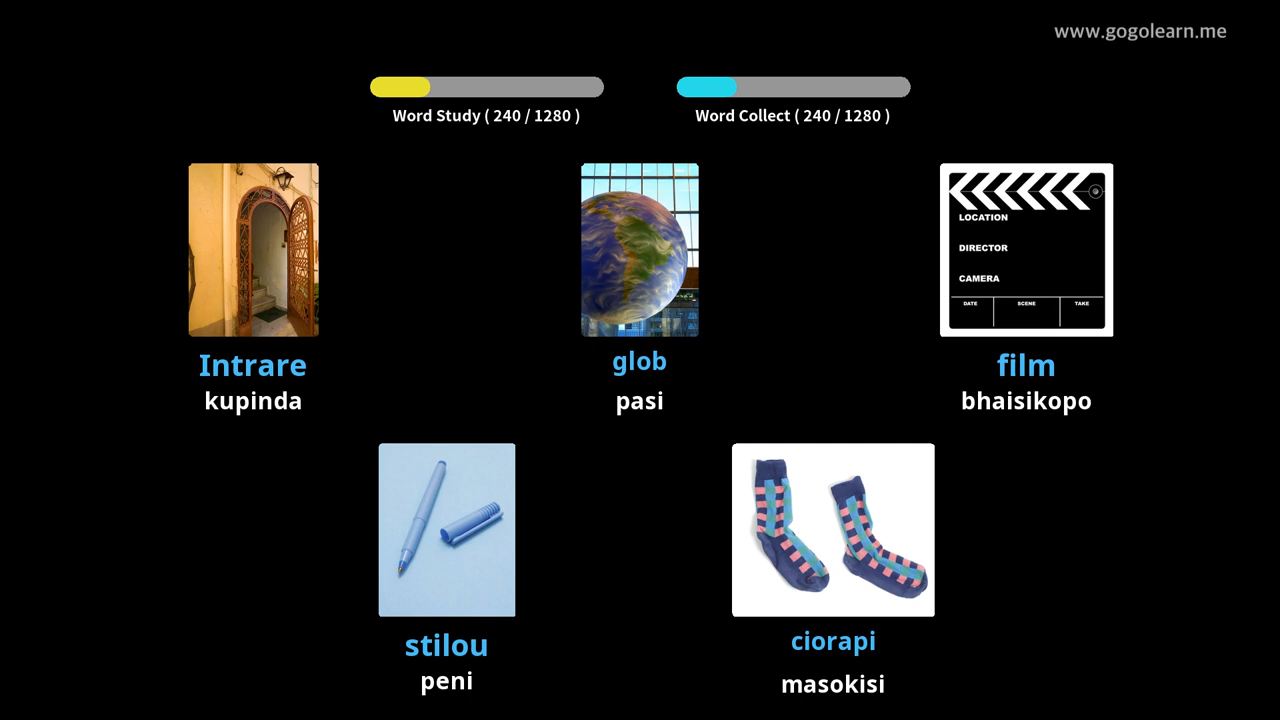 www.gogolearn.me
Word Study ( 240 / 1280 )
Word Collect ( 240 / 1280 )
LOCATION
DIRECTOR
CAMERA
DATE SCENE TAKE
Intrare
kupinda
glob
pasi
film
bhaisikopo
stilou
peni
ciorapi
masokisi